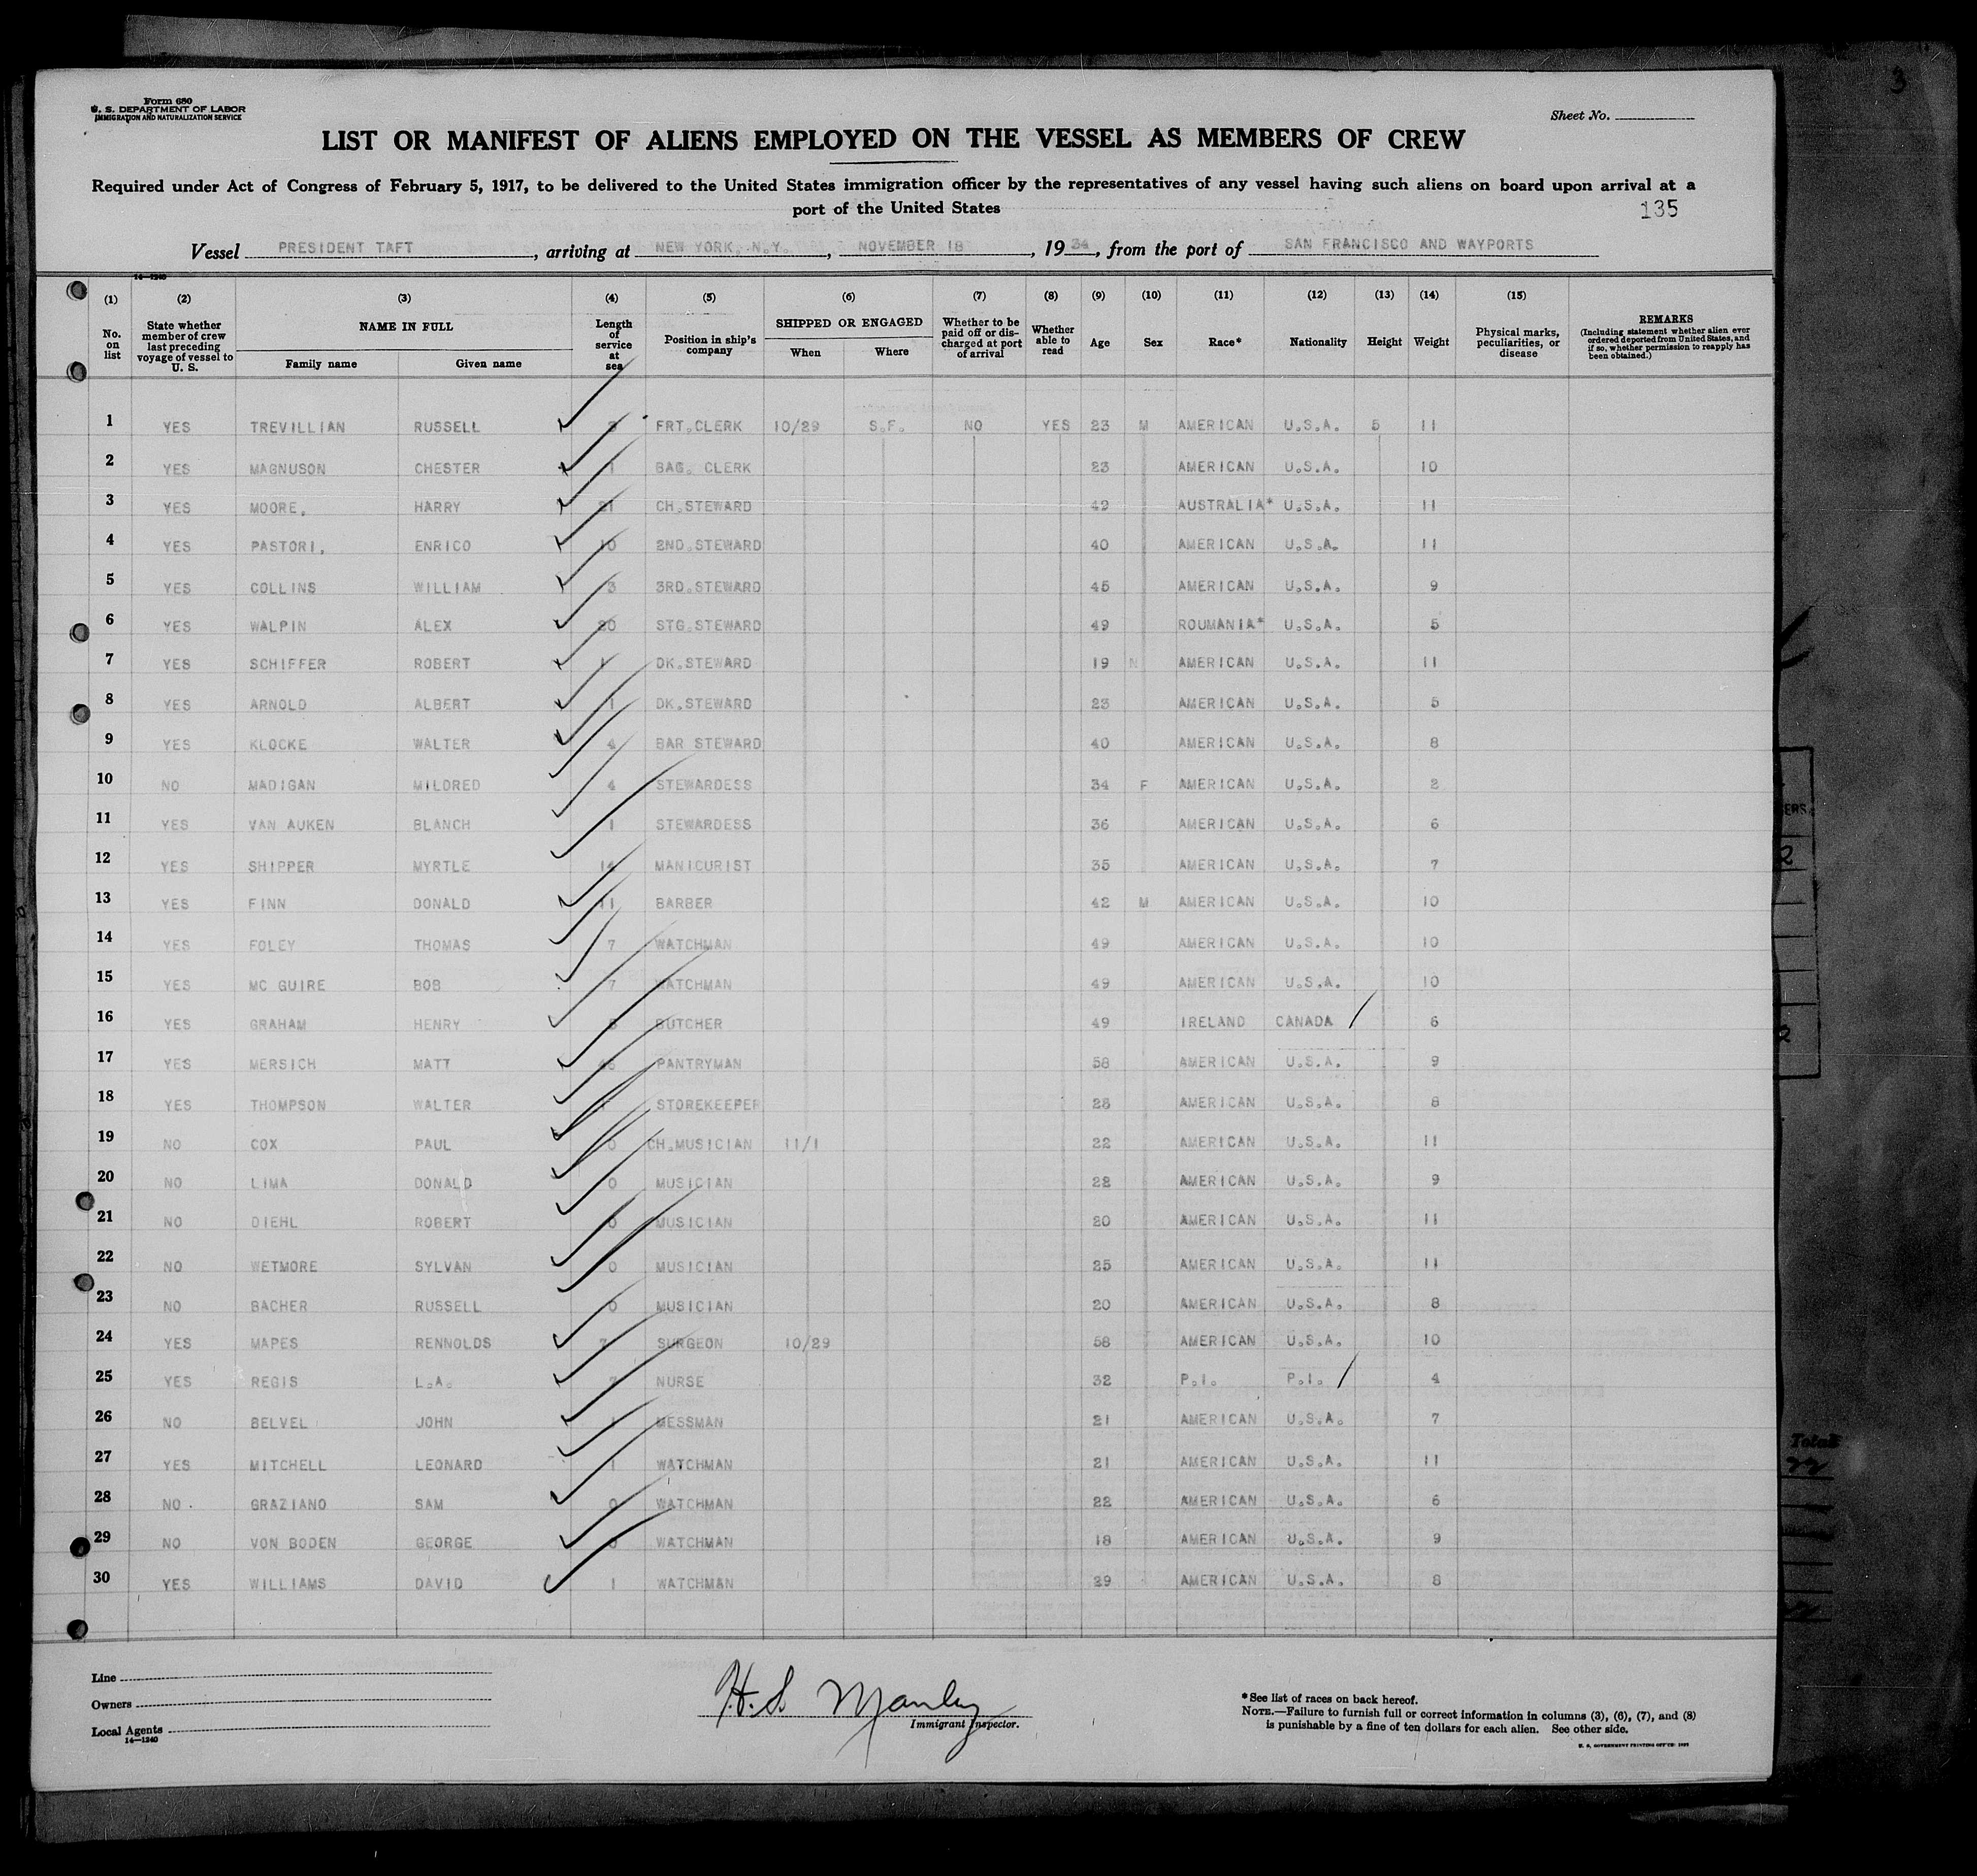 Form 680
U. S. DEPARTMENT OF LABOR
IMMIGRATION AND NATURALIZATION SERVICE
3
Sheet No.
LIST OR MANIFEST OF ALIENS EMPLOYED ON THE VESSEL AS MEMBERS OF CREW
Required under Act of Congress of February 5, 1917, to be delivered to the United States immigration officer by the representatives of any vessel having such aliens on board upon arrival at a
port of the United States
135
Vessel PRESIDENT TAFT, arriving at NEW YORK, N.Y., NOVEMBER 18, 1934, from the port of SAN FRANCISCO AND WAYPORTS
14—1240
(1) (2) (3) (4) (5) (6) (7) (8) (9) (10) (11) (12) (13) (14) (15)
No. on list State whether member of crew last preceding voyage of vessel to U. S. NAME IN FULL Family name Given name Length of service at sea Position in ship's company SHIPPED OR ENGAGED When Where Whether to be paid off or discharged at port of arrival Whether able to read Age Sex Race* Nationality Height Weight Physical marks, peculiarities, or disease REMARKS (Including statement whether alien ever ordered deported from United States, and if so, whether permission to reapply has been obtained.)
1 YES TREVILLIAN RUSSELL FRT.CLERK 10/29 S.F. NO YES 23 M AMERICAN U.S.A. 5 11
2 YES MAGNUSON CHESTER 1 BAG. CLERK 23 AMERICAN U.S.A. 10
3 YES MOORE, HARRY 21 CH.STEWARD 42 AUSTRALIA* U.S.A. 11
4 YES PASTORI, ENRICO 10 2ND.STEWARD 40 AMERICAN U.S.A. 11
5 YES COLLINS WILLIAM 3 3RD.STEWARD 45 AMERICAN U.S.A. 9
6 YES WALPIN ALEX 20 STG.STEWARD 49 ROUMANIA* U.S.A. 5
7 YES SCHIFFER ROBERT DK.STEWARD 19 N AMERICAN U.S.A. 11
8 YES ARNOLD ALBERT 1 DK.STEWARD 23 AMERICAN U.S.A. 5
9 YES KLOCKE WALTER 4 BAR STEWARD 40 AMERICAN U.S.A. 8
10 NO MADIGAN MILDRED 4 STEWARDESS 34 F AMERICAN U.S.A. 2
11 YES VAN AUKEN BLANCH 1 STEWARDESS 36 AMERICAN U.S.A. 6
12 YES SHIPPER MYRTLE 14 MANICURIST 35 AMERICAN U.S.A. 7
13 YES FINN DONALD 11 BARBER 42 M AMERICAN U.S.A. 10
14 YES FOLEY THOMAS 7 WATCHMAN 49 AMERICAN U.S.A. 10
15 YES MC GUIRE BOB 7 WATCHMAN 49 AMERICAN U.S.A. 10
16 YES GRAHAM HENRY BUTCHER 49 IRELAND CANADA / 6
17 YES MERSICH MATT PANTRYMAN 58 AMERICAN U.S.A. 9
18 YES THOMPSON WALTER STOREKEEPER 28 AMERICAN U.S.A. 8
19 NO COX PAUL 0 CH.MUSICIAN 11/1 22 AMERICAN U.S.A. 11
20 NO LIMA DONALD 0 MUSICIAN 22 AMERICAN U.S.A. 9
21 NO DIEHL ROBERT 0 MUSICIAN 20 AMERICAN U.S.A. 11
22 NO WETMORE SYLVAN 0 MUSICIAN 25 AMERICAN U.S.A. 11
23 NO BACHER RUSSELL 0 MUSICIAN 20 AMERICAN U.S.A. 8
24 YES MAPES RENNOLDS 7 SURGEON 10/29 58 AMERICAN U.S.A. 10
25 YES REGIS L.A. NURSE 32 P.I. P.I. / 4
26 NO BELVEL JOHN 1 MESSMAN 21 AMERICAN U.S.A. 7
27 YES MITCHELL LEONARD 1 WATCHMAN 21 AMERICAN U.S.A. 11
28 NO. GRAZIANO SAM 0 WATCHMAN 22 AMERICAN U.S.A. 6
29 NO VON BODEN GEORGE 0 WATCHMAN 18 AMERICAN U.S.A. 9
30 YES WILLIAMS DAVID 1 WATCHMAN 29 AMERICAN U.S.A. 8
Total
Line
Owners
Local Agents
14—1240
H. S Manley
Immigrant Inspector.
*See list of races on back hereof.
NOTE.—Failure to furnish full or correct information in columns (3), (6), (7), and (8)
is punishable by a fine of ten dollars for each alien. See other side.
U. S. GOVERNMENT PRINTING OFFICE